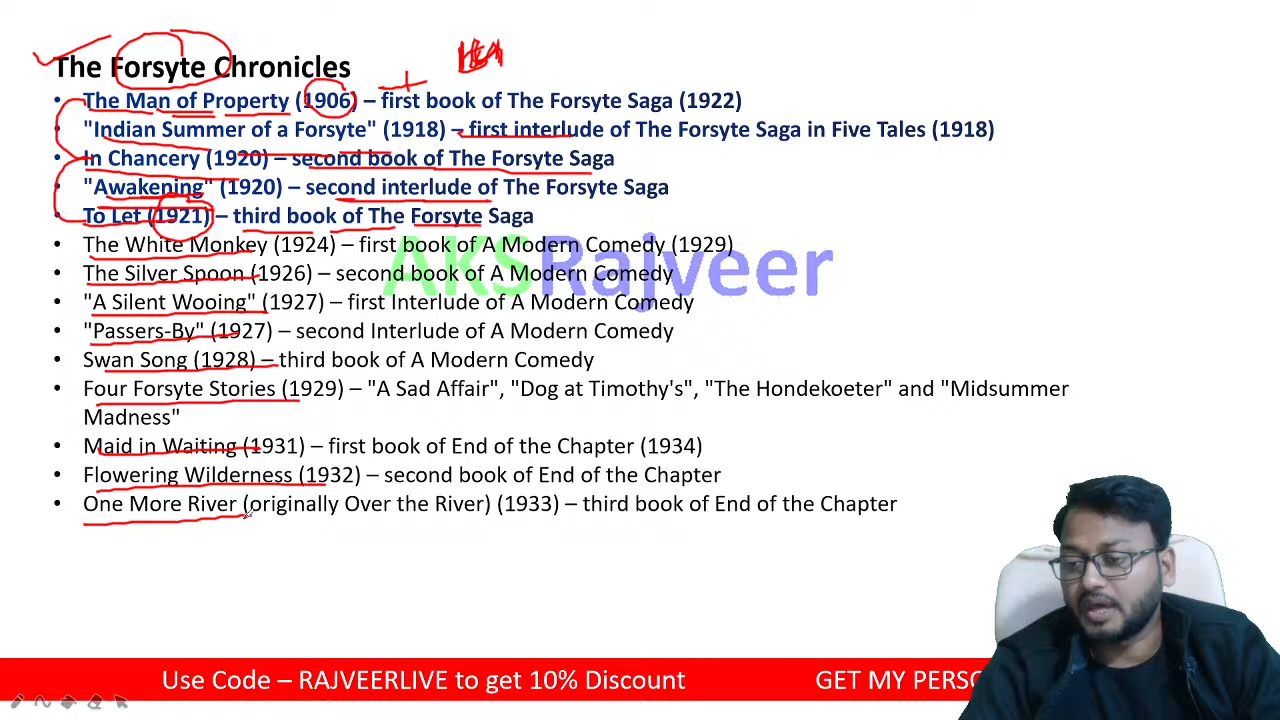 The Forsyte Chronicles
• The Man of Property (1906) – first book of The Forsyte Saga (1922)
• "Indian Summer of a Forsyte" (1918) – first interlude of The Forsyte Saga in Five Tales (1918)
• In Chancery (1920) – second book of The Forsyte Saga
• "Awakening" (1920) – second interlude of The Forsyte Saga
• To Let (1921) – third book of The Forsyte Saga
• The White Monkey (1924) – first book of A Modern Comedy (1929)
AKSRajveer
• The Silver Spoon (1926) – second book of A Modern Comedy
• "A Silent Wooing" (1927) – first Interlude of A Modern Comedy
• "Passers-By" (1927) – second Interlude of A Modern Comedy
• Swan Song (1928) – third book of A Modern Comedy
• Four Forsyte Stories (1929) – "A Sad Affair", "Dog at Timothy's", "The Hondekoeter" and "Midsummer
Madness"
• Maid in Waiting (1931) – first book of End of the Chapter (1934)
• Flowering Wilderness (1932) – second book of End of the Chapter
• One More River (originally Over the River) (1933) – third book of End of the Chapter
Use Code – RAJVEERLIVE to get 10% Discount GET MY